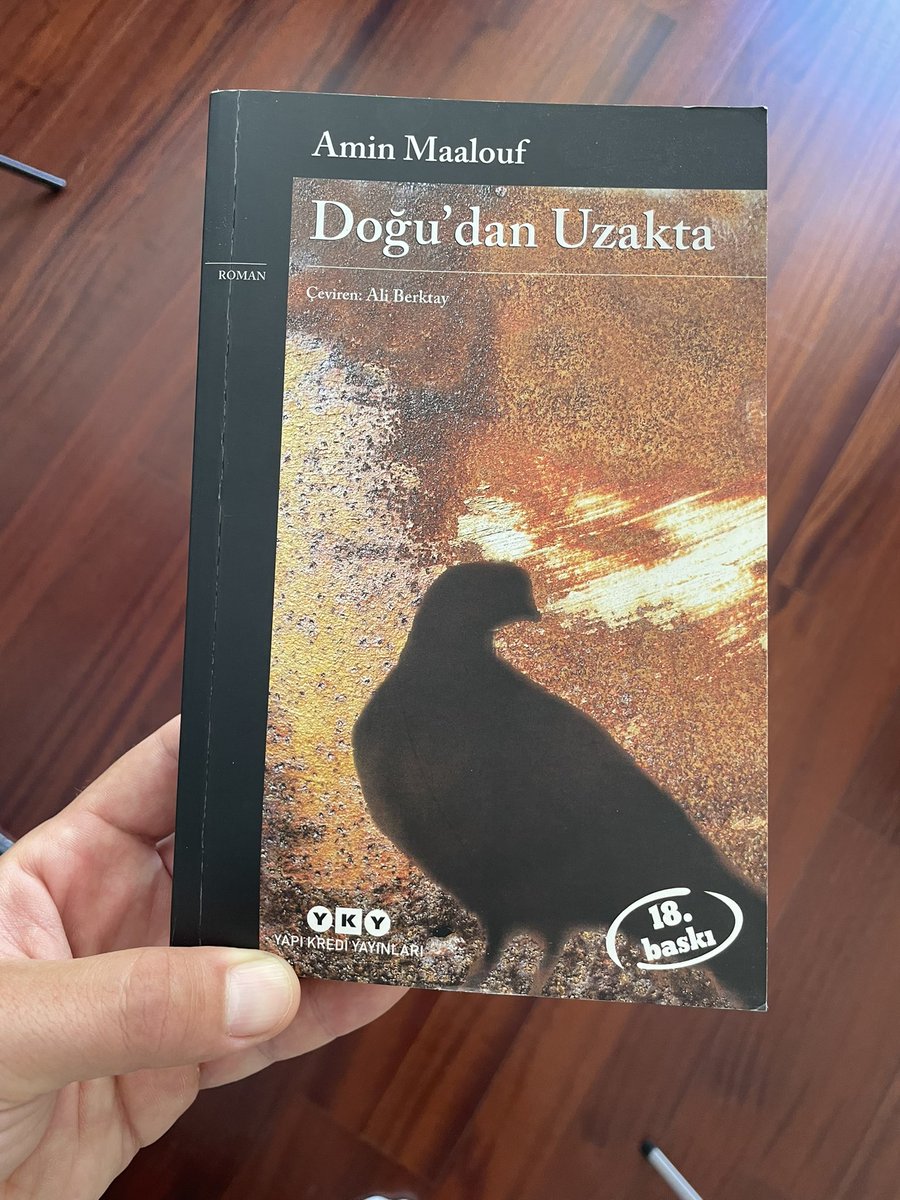 Amin Maalouf
Doğu'dan Uzakta
ROMAN
Çeviren: Ali Berktay
YKY
YAPI KREDİ YAYINLARI
18.
baskı